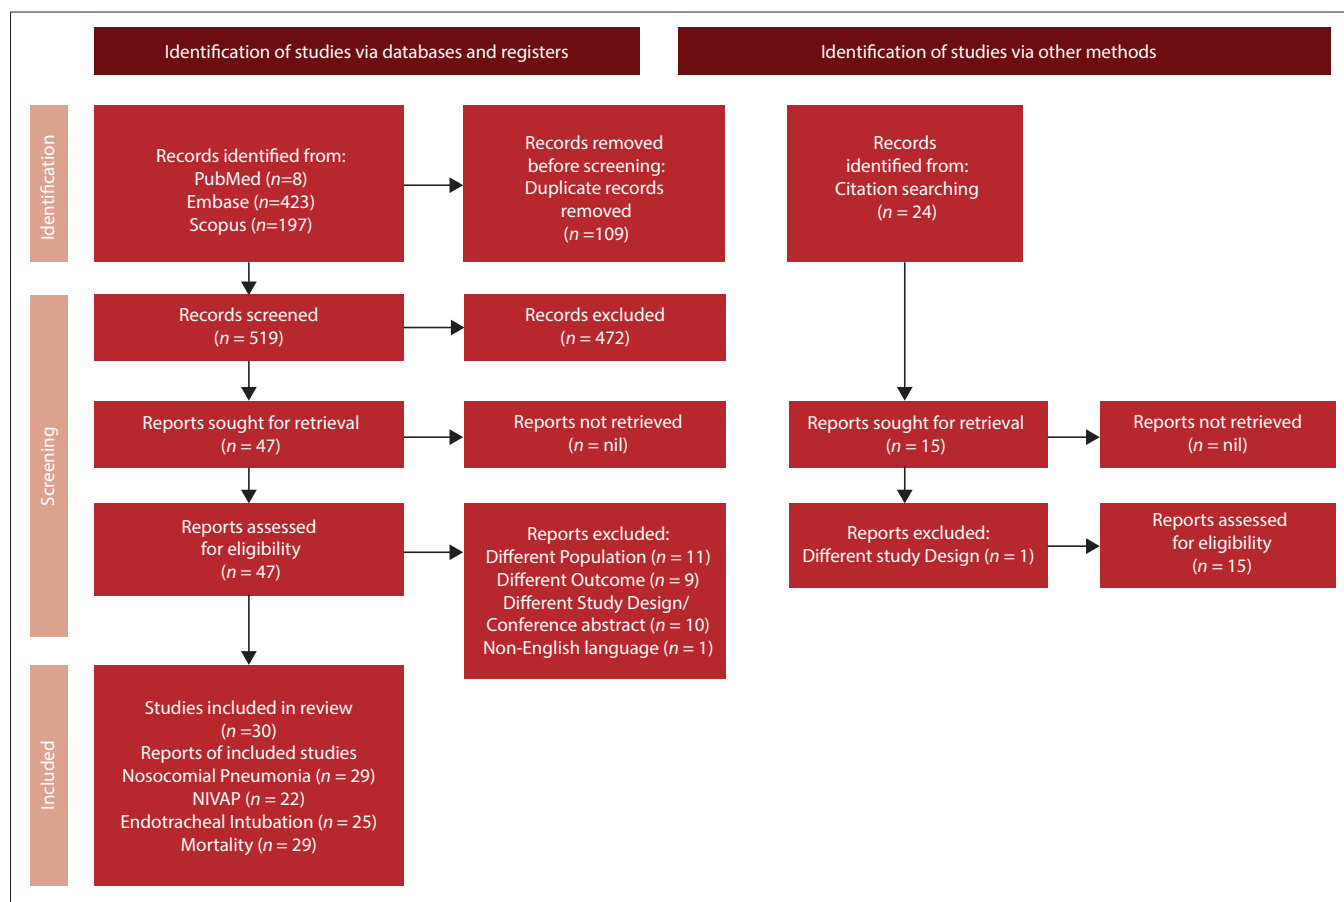 Identification of studies via databases and registers
Identification of studies via other methods
Identification
Records identified from:
PubMed (n=8)
Embase (n=423)
Scopus (n=197)
Records removed
before screening:
Duplicate records
removed
(n =109)
Records
identified from:
Citation searching
(n = 24)
Screening
Records screened
(n = 519)
Records excluded
(n = 472)
Reports sought for retrieval
(n = 47)
Reports not retrieved
(n = nil)
Reports sought for retrieval
(n = 15)
Reports not retrieved
(n = nil)
Reports assessed
for eligibility
(n = 47)
Reports excluded:
Different Population (n = 11)
Different Outcome (n = 9)
Different Study Design/
Conference abstract (n = 10)
Non-English language (n = 1)
Reports excluded:
Different study Design (n = 1)
Reports assessed
for eligibility
(n = 15)
Included
Studies included in review
(n =30)
Reports of included studies
Nosocomial Pneumonia (n = 29)
NIVAP (n = 22)
Endotracheal Intubation (n = 25)
Mortality (n = 29)